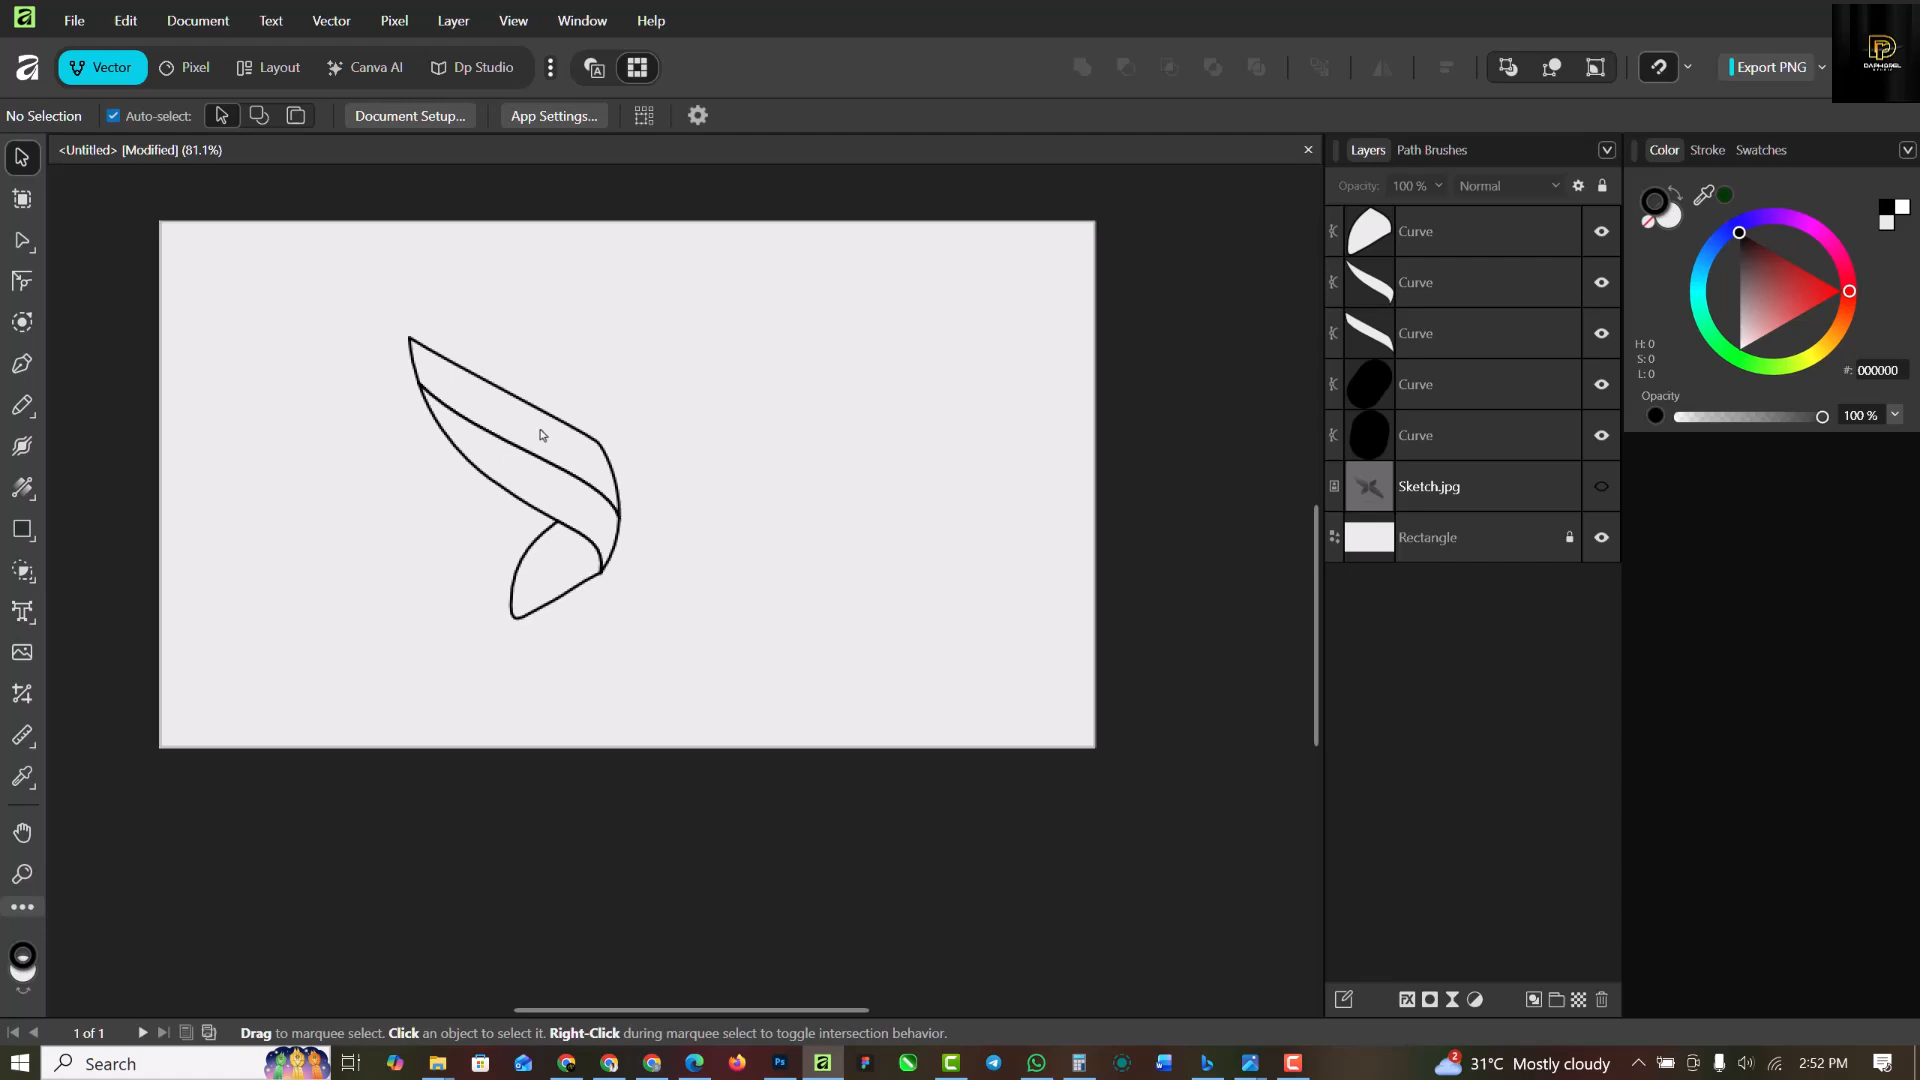 File Edit Document Text Vector Pixel Layer View Window Help
Vector Pixel Layout Canva AI Dp Studio Export PNG
No Selection Auto-select: Document Setup... App Settings...
<Untitled> [Modified] (81.1%)
Layers Path Brushes
Color Stroke Swatches
Opacity: 100 % Normal
Curve
Curve
Curve
Curve
Curve
Sketch.jpg
Rectangle
H: 0
S: 0
L: 0
#: 000000
Opacity
100 %
1 of 1 Drag to marquee select. Click an object to select it. Right-Click during marquee select to toggle intersection behavior.
Search 2 31°C Mostly cloudy 2:52 PM